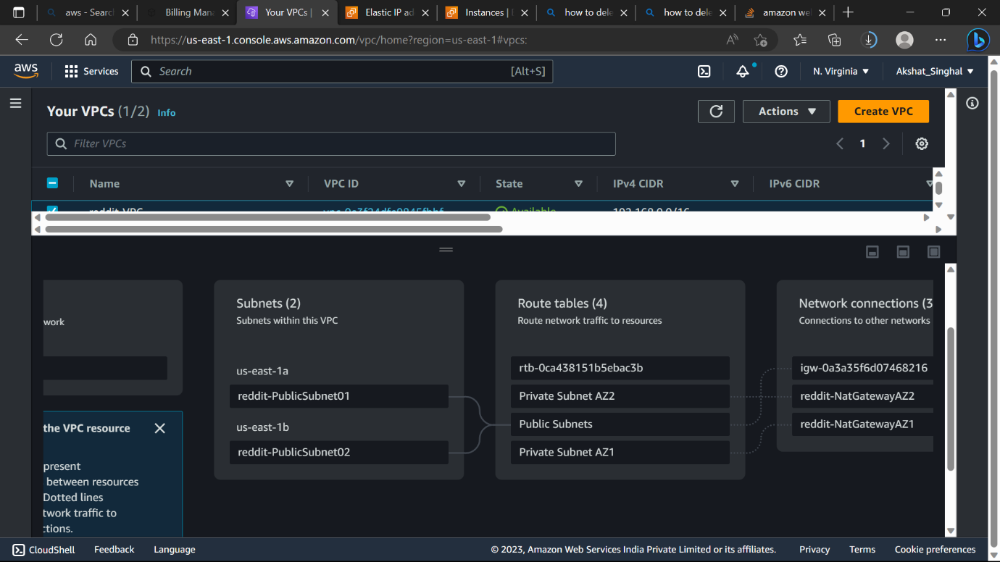 aws - Searc
Billing Mana
Your VPCs |
Elastic IP ad
Instances | E
how to dele
how to dele
amazon we
https://us-east-1.console.aws.amazon.com/vpc/home?region=us-east-1#vpcs:
aws
Services
Search
[Alt+S]
N. Virginia
Akshat_Singhal
Your VPCs (1/2) Info
Actions
Create VPC
Filter VPCs
1
Name
VPC ID
State
IPv4 CIDR
IPv6 CIDR
reddit-VPC
Available
192.168.0.0/16
Subnets (2)
Subnets within this VPC
us-east-1a
reddit-PublicSubnet01
us-east-1b
reddit-PublicSubnet02
Route tables (4)
Route network traffic to resources
rtb-0ca438151b5ebac3b
Private Subnet AZ2
Public Subnets
Private Subnet AZ1
Network connections (3
Connections to other networks
igw-0a3a35f6d07468216
reddit-NatGatewayAZ2
reddit-NatGatewayAZ1
work
the VPC resource
present
between resources
Dotted lines
twork traffic to
ctions.
CloudShell
Feedback
Language
© 2023, Amazon Web Services India Private Limited or its affiliates.
Privacy
Terms
Cookie preferences